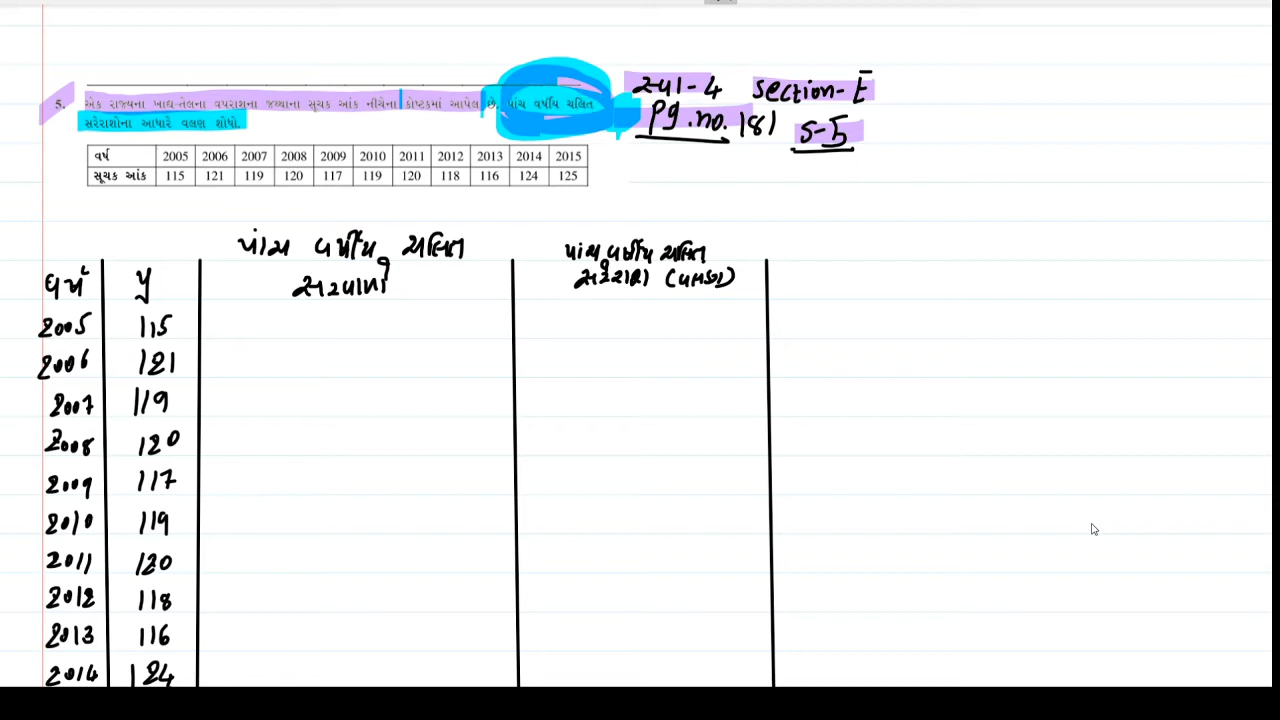 5. એક રાજ્યના ખાદ્ય-તેલના વપરાશના જથ્થાના સૂચક આંક નીચેના કોષ્ટકમાં આપેલ છે. પાંચ વર્ષીય ચલિત
સરેરાશોના આધારે વલણ શોધો.
સ્વા-4 section-E
pg.no. 181 S-5
વર્ષ 2005 2006 2007 2008 2009 2010 2011 2012 2013 2014 2015
સૂચક આંક 115 121 119 120 117 119 120 118 116 124 125
પાંચ વર્ષીય ચલિત પાંચ વર્ષીય ચલિત
વર્ષ y સરવાળો સરેરાશ (વલણ)
2005 115
2006 121
2007 119
2008 120
2009 117
2010 119
2011 120
2012 118
2013 116
2014 124